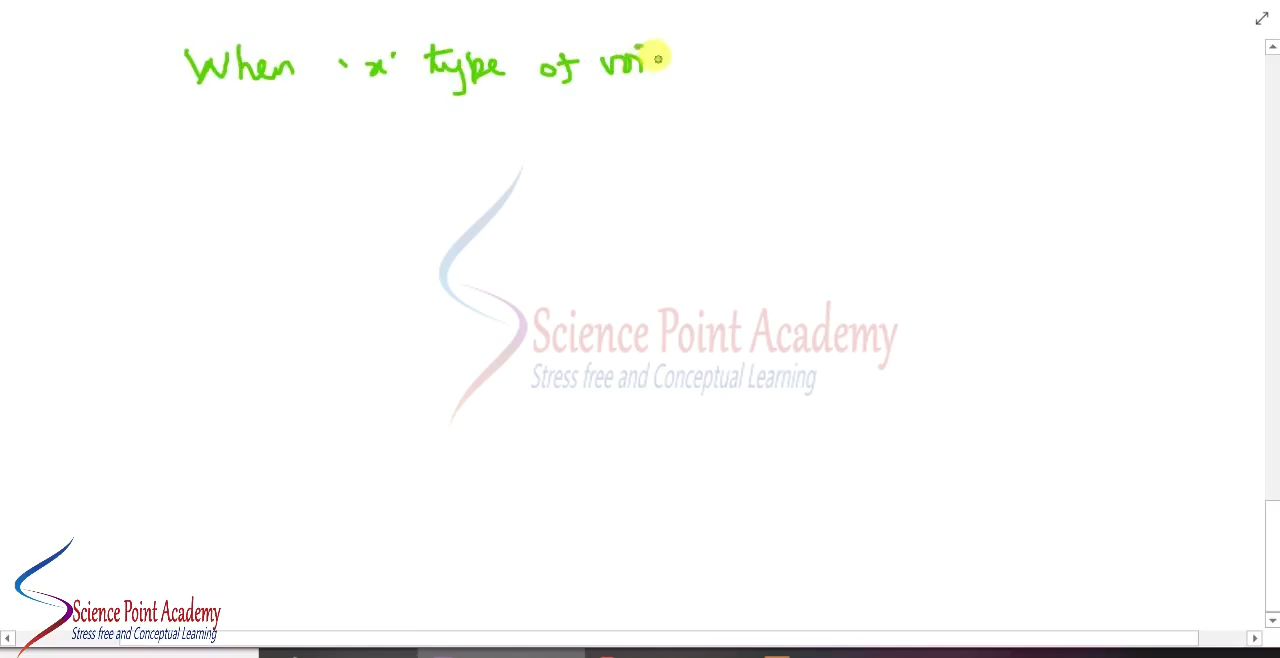 When 'x' type of
Science Point Academy
Stress free and Conceptual Learning
Science Point Academy
Stress free and Conceptual Learning